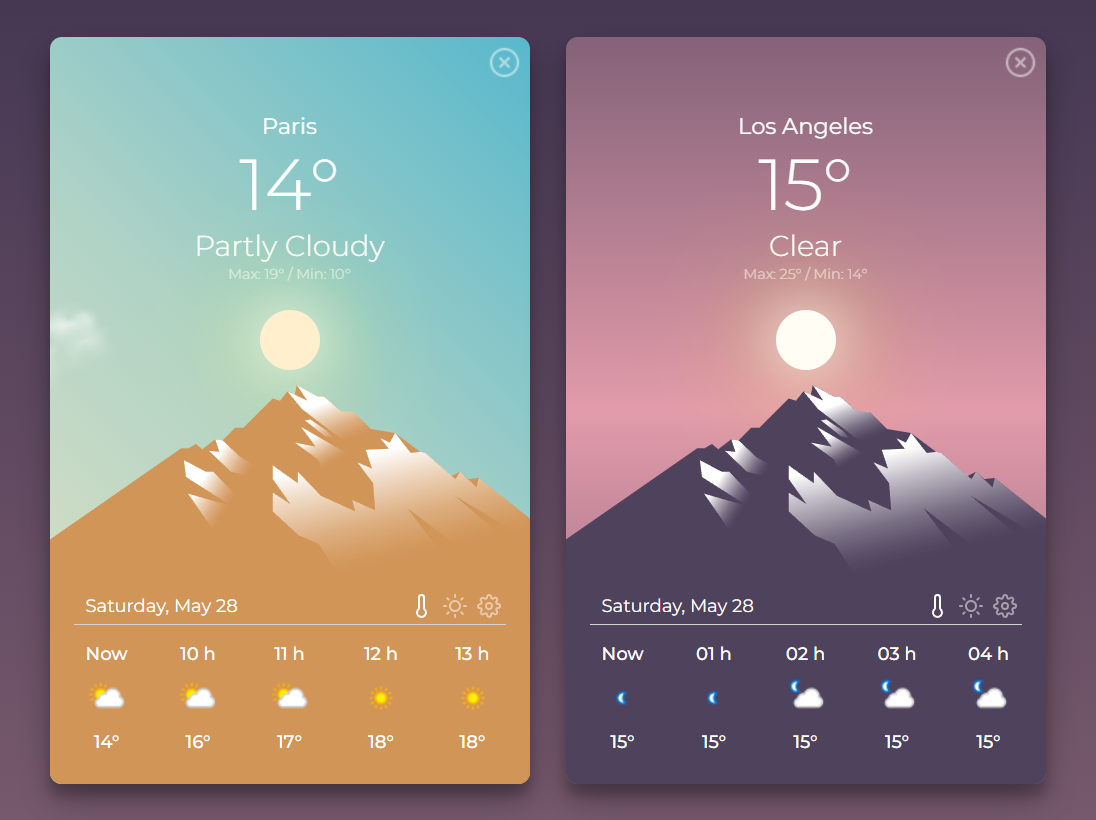 Paris
14°
Partly Cloudy
Max: 19° / Min: 10°
Saturday, May 28
Now 10 h 11 h 12 h 13 h
14° 16° 17° 18° 18°
Los Angeles
15°
Clear
Max: 25° / Min: 14°
Saturday, May 28
Now 01 h 02 h 03 h 04 h
15° 15° 15° 15° 15°